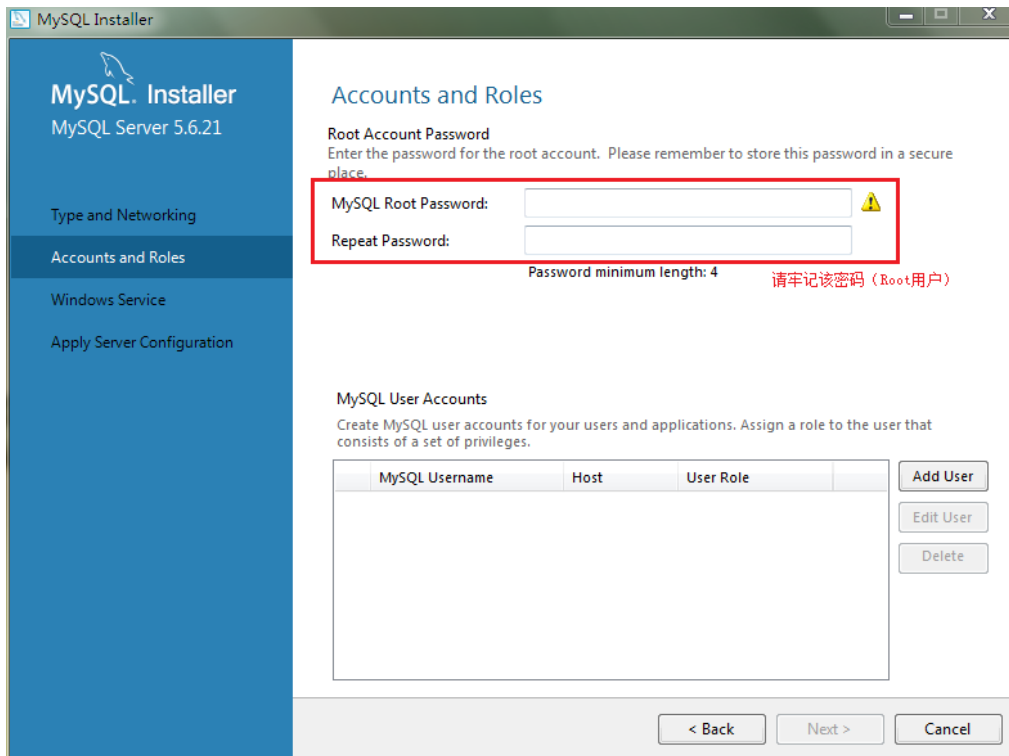 MySQL Installer
MySQL. Installer
MySQL Server 5.6.21
Type and Networking
Accounts and Roles
Windows Service
Apply Server Configuration
Accounts and Roles
Root Account Password
Enter the password for the root account. Please remember to store this password in a secure
place.
MySQL Root Password:
Repeat Password:
Password minimum length: 4
请牢记该密码（Root用户）
MySQL User Accounts
Create MySQL user accounts for your users and applications. Assign a role to the user that
consists of a set of privileges.
MySQL Username Host User Role
Add User
Edit User
Delete
< Back Next > Cancel